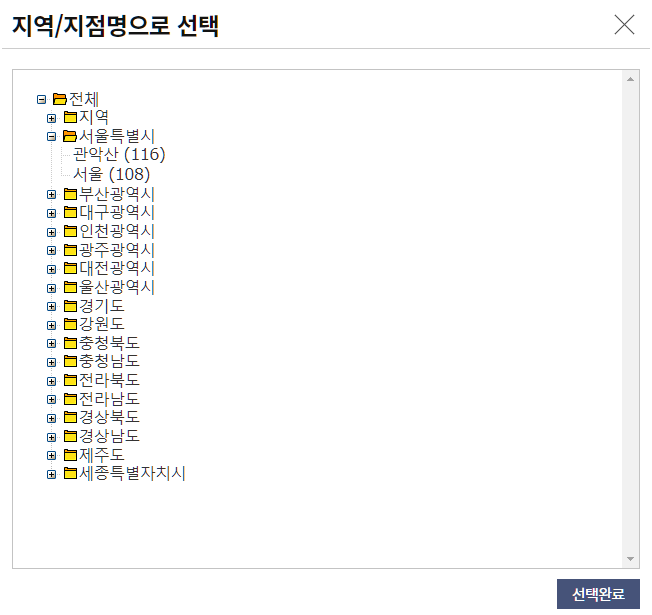 지역/지점명으로 선택
전체
지역
서울특별시
관악산 (116)
서울 (108)
부산광역시
대구광역시
인천광역시
광주광역시
대전광역시
울산광역시
경기도
강원도
충청북도
충청남도
전라북도
전라남도
경상북도
경상남도
제주도
세종특별자치시
선택완료